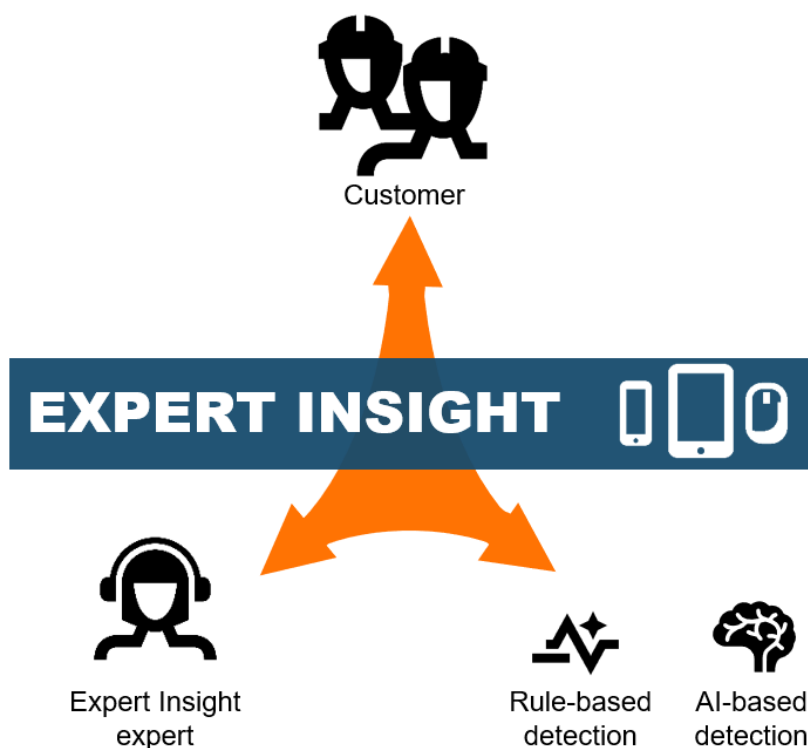 Customer
EXPERT INSIGHT
Expert Insight
expert
Rule-based
detection
AI-based
detection